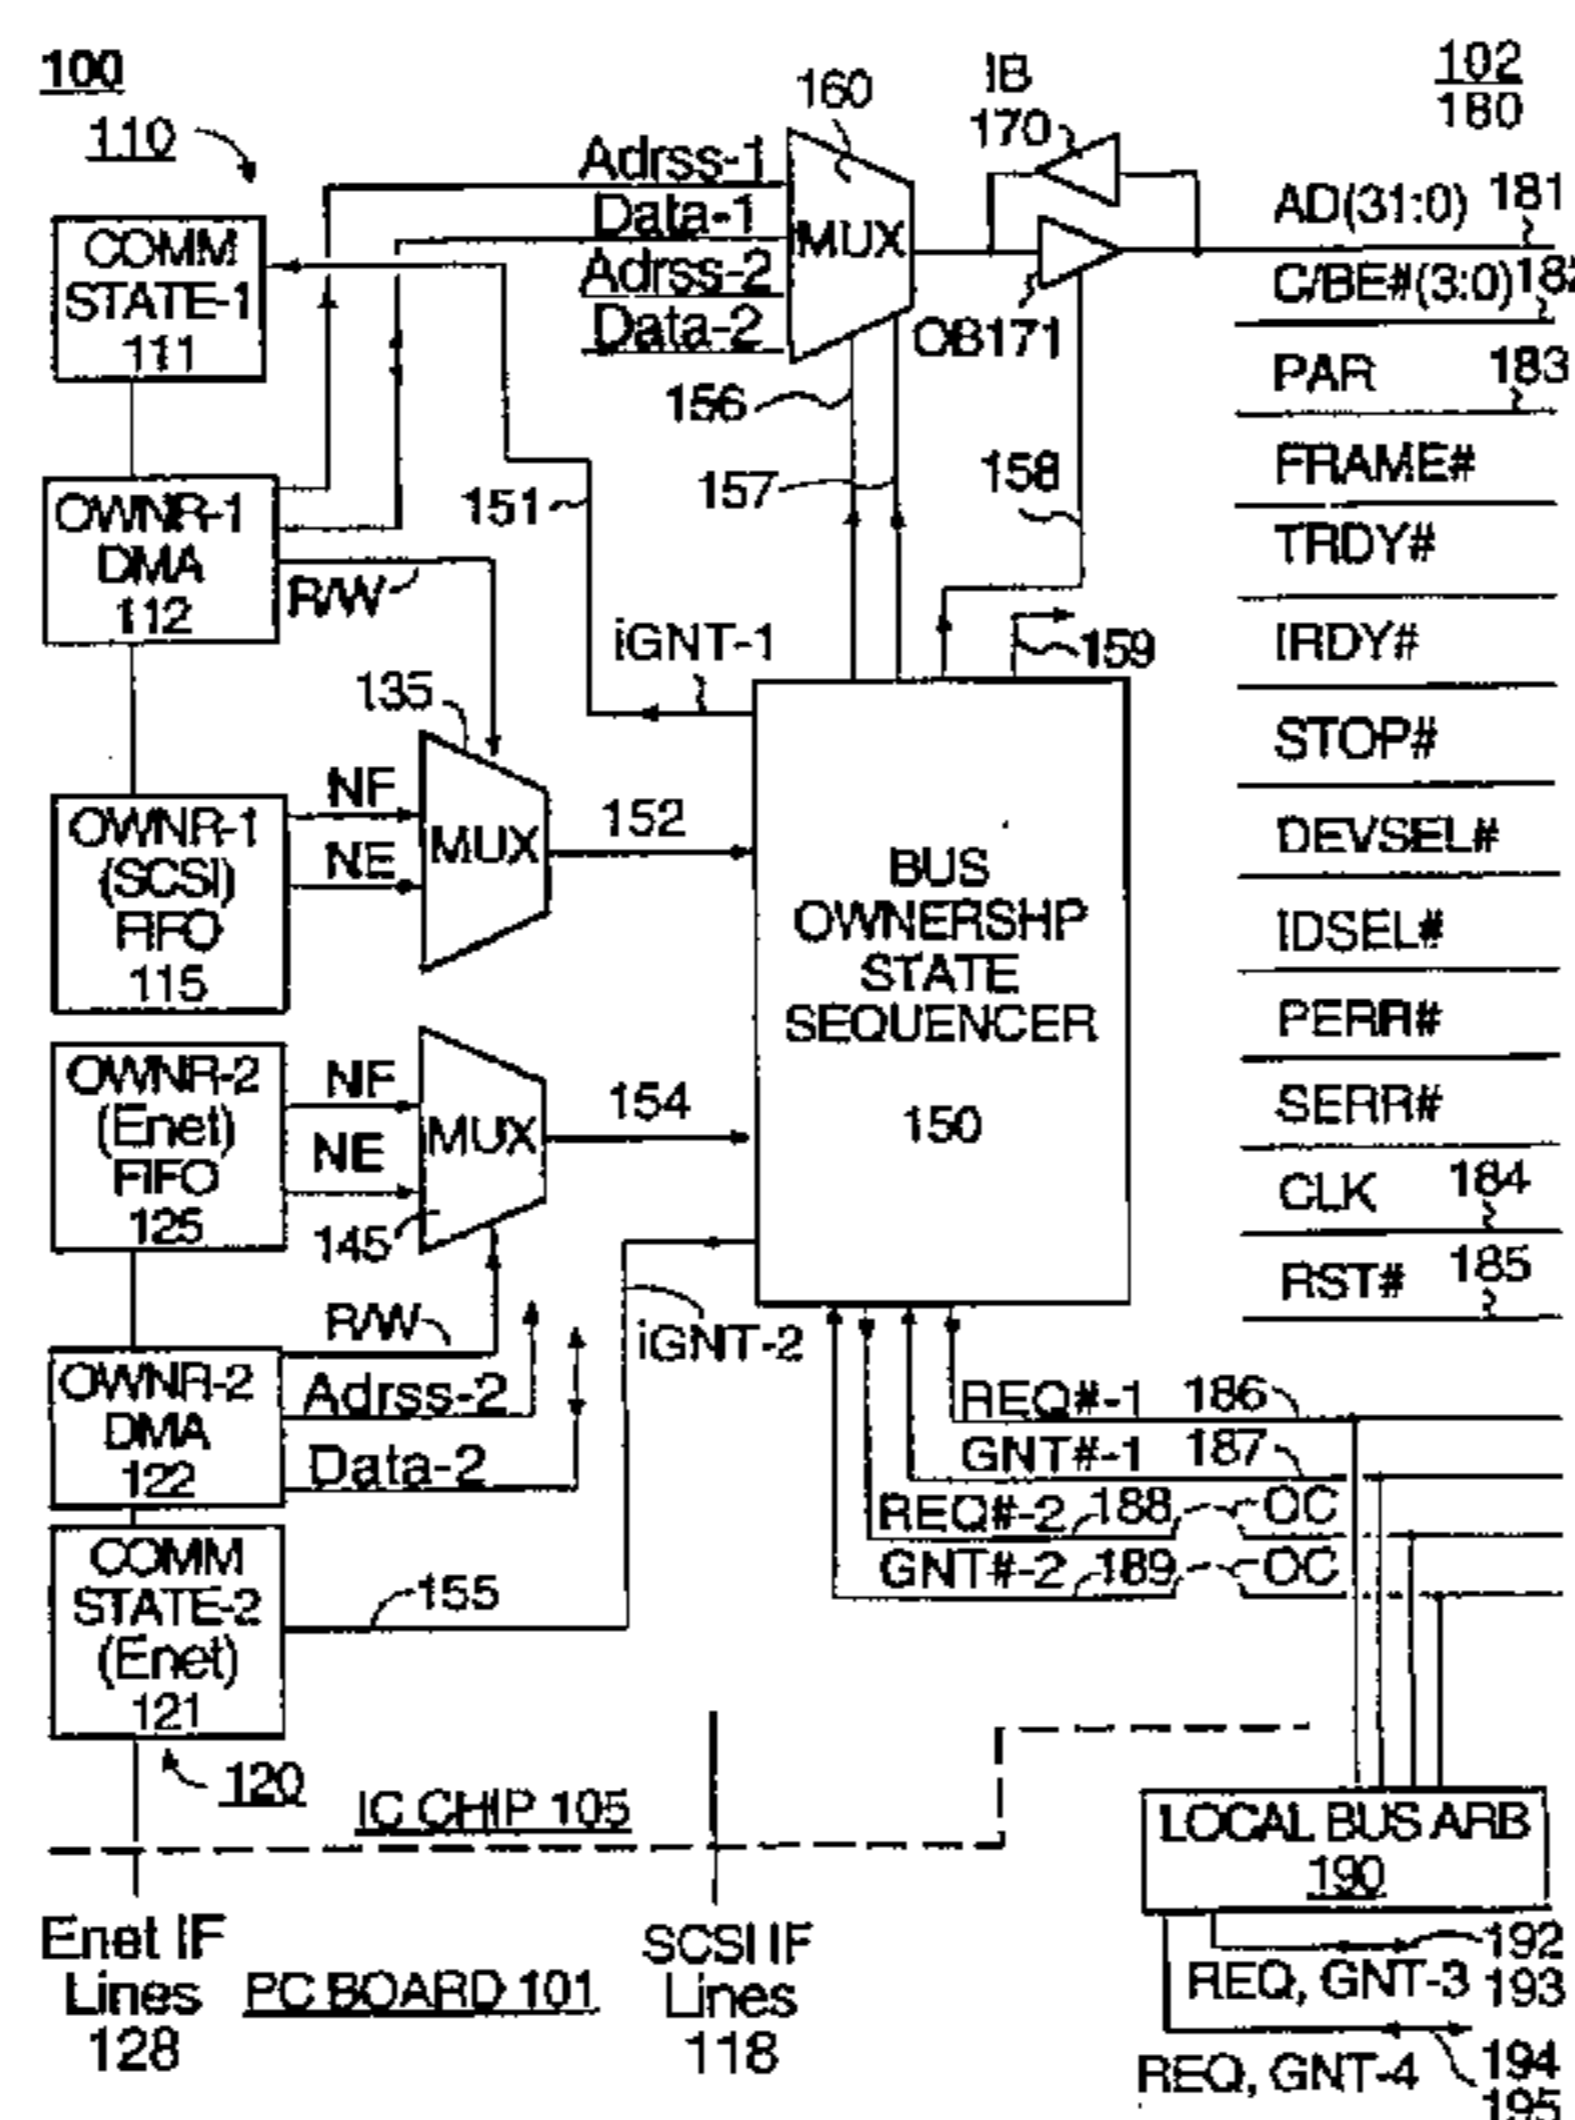 100
110
160
IB
170
102
180
Adrss-1
Data-1
Adrss-2
Data-2
MUX
OB171
AD(31:0) 181
C/BE#(3:0)
PAR 183
FRAME#
TRDY#
IRDY#
STOP#
DEVSEL#
IDSEL#
PERR#
SERR#
CLK 184
RST# 185
COMM
STATE-1
111
OWNR-1
DMA
112
R/W
151
156
157
158
159
iGNT-1
135
OWNR-1
(SCSI)
FIFO
115
NF
NE
MUX
152
BUS
OWNERSHP
STATE
SEQUENCER
150
OWNR-2
(Enet)
FIFO
125
NF
NE
MUX
145
154
R/W
iGNT-2
OWNR-2
DMA
122
Adrss-2
Data-2
COMM
STATE-2
(Enet)
121
155
120
REQ#-1 186
GNT#-1 187
REQ#-2 188 OC
GNT#-2 189 OC
IC CHIP 105
LOCAL BUS ARB
190
Enet IF
Lines
128
PC BOARD 101
SCSI IF
Lines
118
192
REQ, GNT-3 193
194
REQ, GNT-4
195